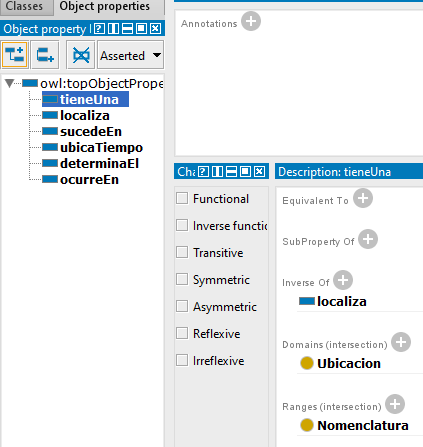 Classes Object properties
Object property
Asserted
owl:topObjectPrope
tieneUna
localiza
sucedeEn
ubicaTiempo
determinaEl
ocurreEn
Annotations
Cha
Functional
Inverse functio
Transitive
Symmetric
Asymmetric
Reflexive
Irreflexive
Description: tieneUna
Equivalent To
SubProperty Of
Inverse Of
localiza
Domains (intersection)
Ubicacion
Ranges (intersection)
Nomenclatura